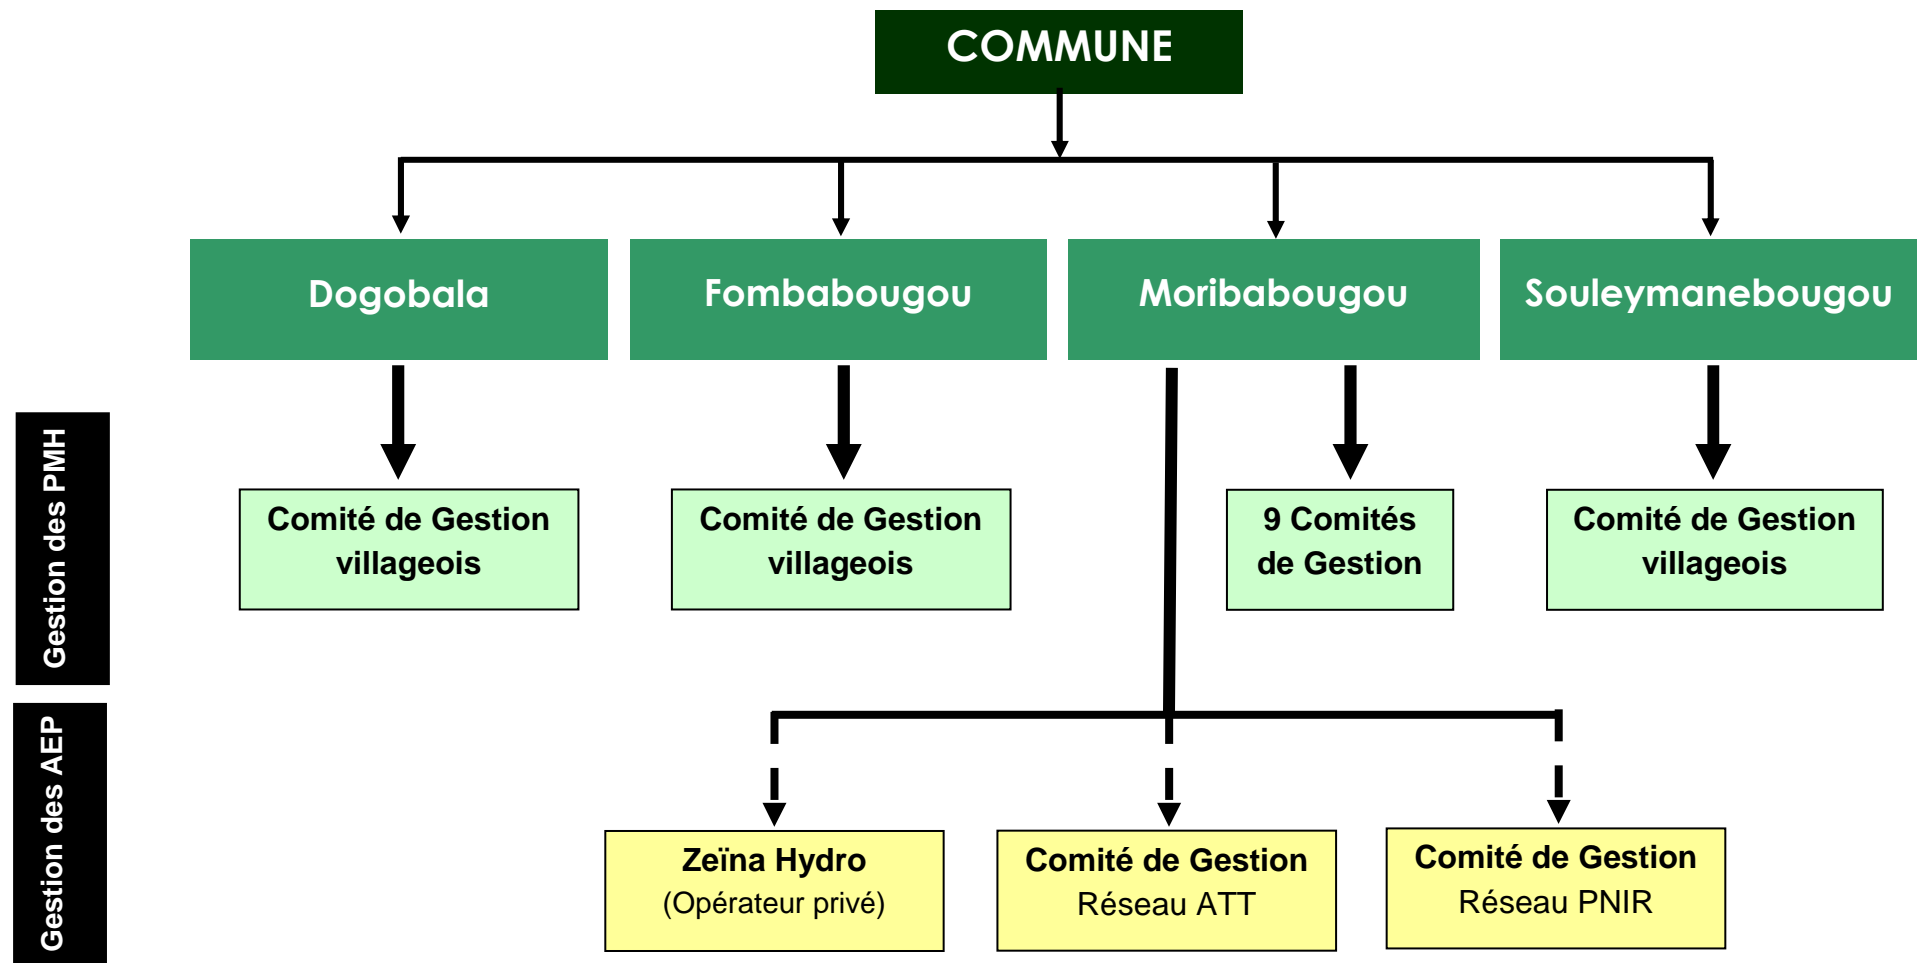 COMMUNE
Dogobala
Fombabougou
Moribabougou
Souleymanebougou
Gestion des PMH
Comité de Gestion
villageois
Comité de Gestion
villageois
9 Comités
de Gestion
Comité de Gestion
villageois
Gestion des AEP
Zeïna Hydro
(Opérateur privé)
Comité de Gestion
Réseau ATT
Comité de Gestion
Réseau PNIR